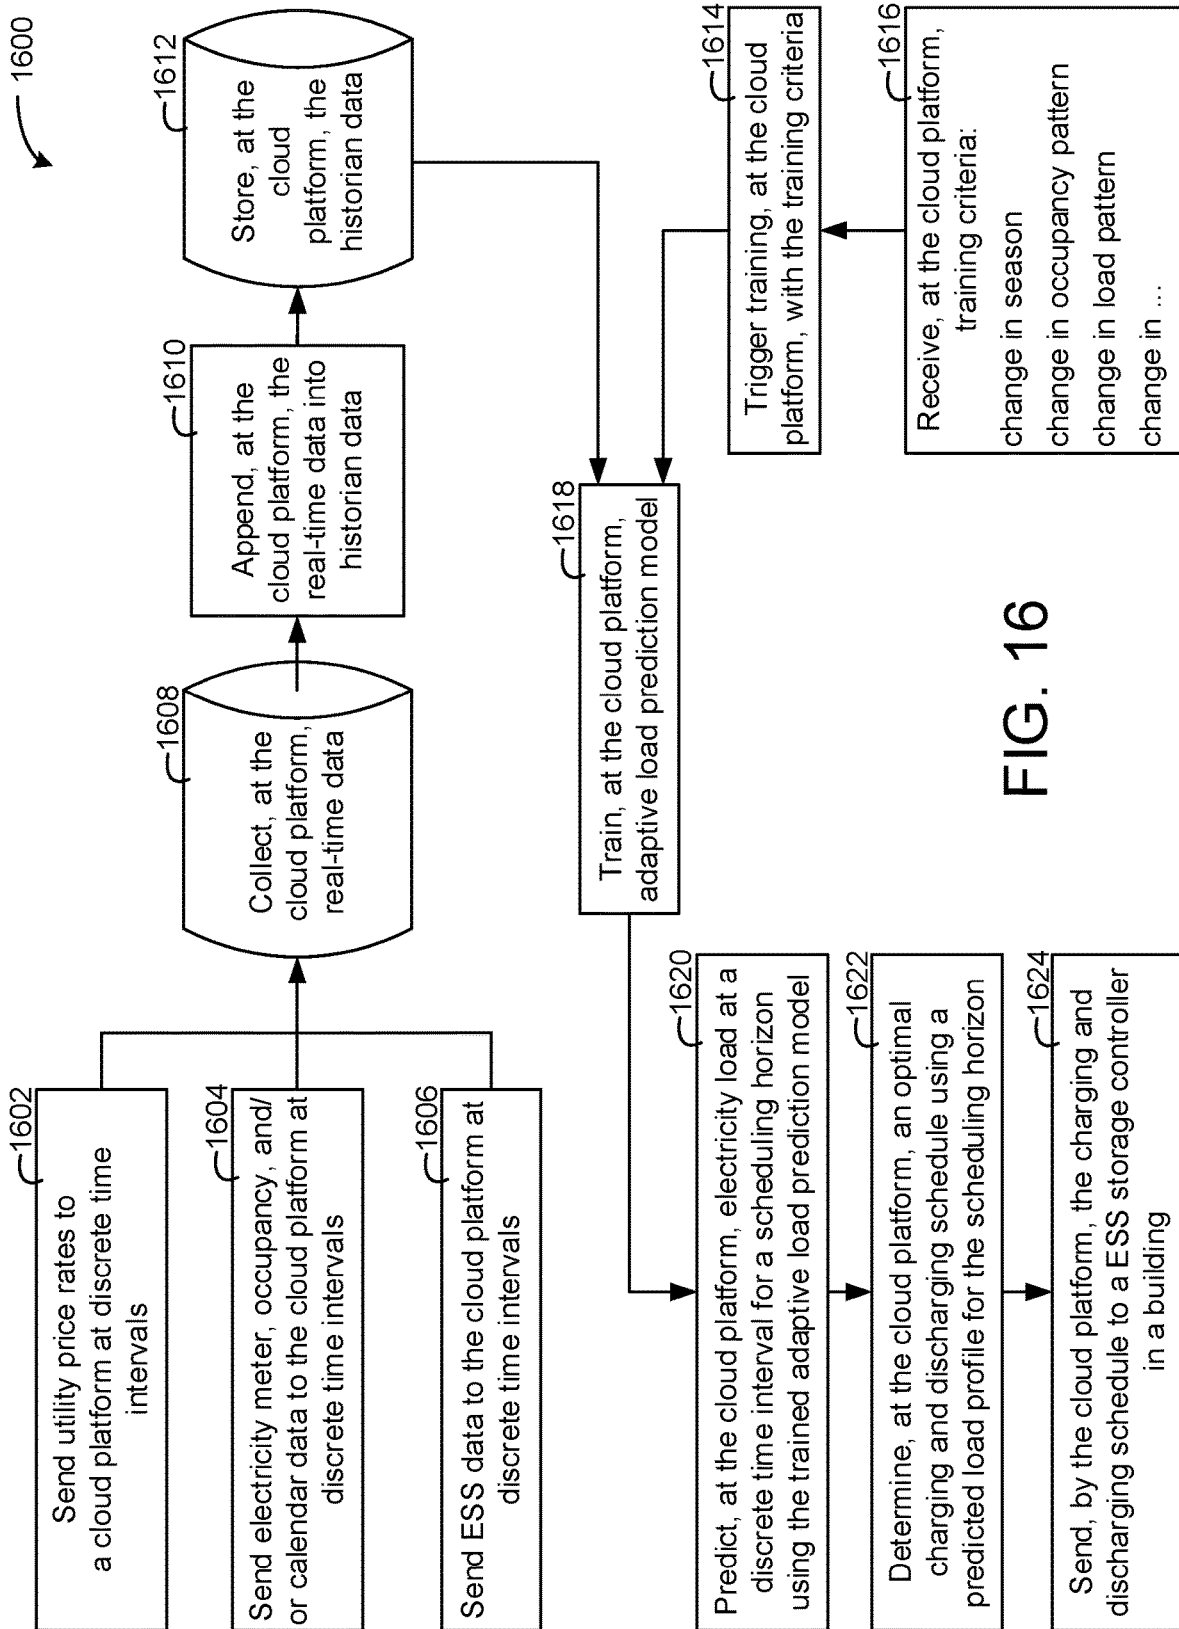 1600
1602
Send utility price rates to
a cloud platform at discrete time
intervals
1604
Send electricity meter, occupancy, and/
or calendar data to the cloud platform at
discrete time intervals
1606
Send ESS data to the cloud platform at
discrete time intervals
1608
Collect, at the
cloud platform,
real-time data
1610
Append, at the
cloud platform, the
real-time data into
historian data
1612
Store, at the
cloud
platform, the
historian data
1614
Trigger training, at the cloud
platform, with the training criteria
1616
Receive, at the cloud platform,
training criteria:
change in season
change in occupancy pattern
change in load pattern
change in ...
1618
Train, at the cloud platform,
adaptive load prediction model
1620
Predict, at the cloud platform, electricity load at a
discrete time interval for a scheduling horizon
using the trained adaptive load prediction model
1622
Determine, at the cloud platform, an optimal
charging and discharging schedule using a
predicted load profile for the scheduling horizon
1624
Send, by the cloud platform, the charging and
discharging schedule to a ESS storage controller
in a building
FIG. 16